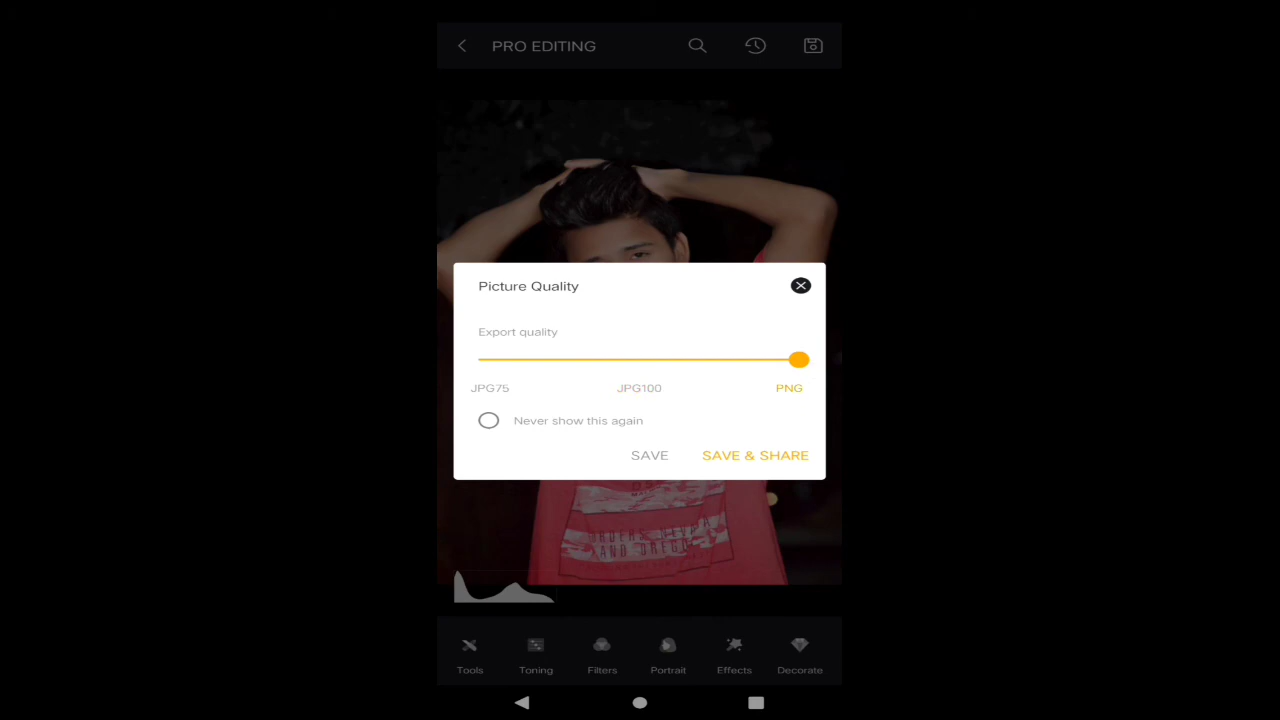 PRO EDITING
Picture Quality
Export quality
JPG75 JPG100 PNG
Never show this again
SAVE SAVE & SHARE
AND
Tools Toning Filters Portrait Effects Decorate